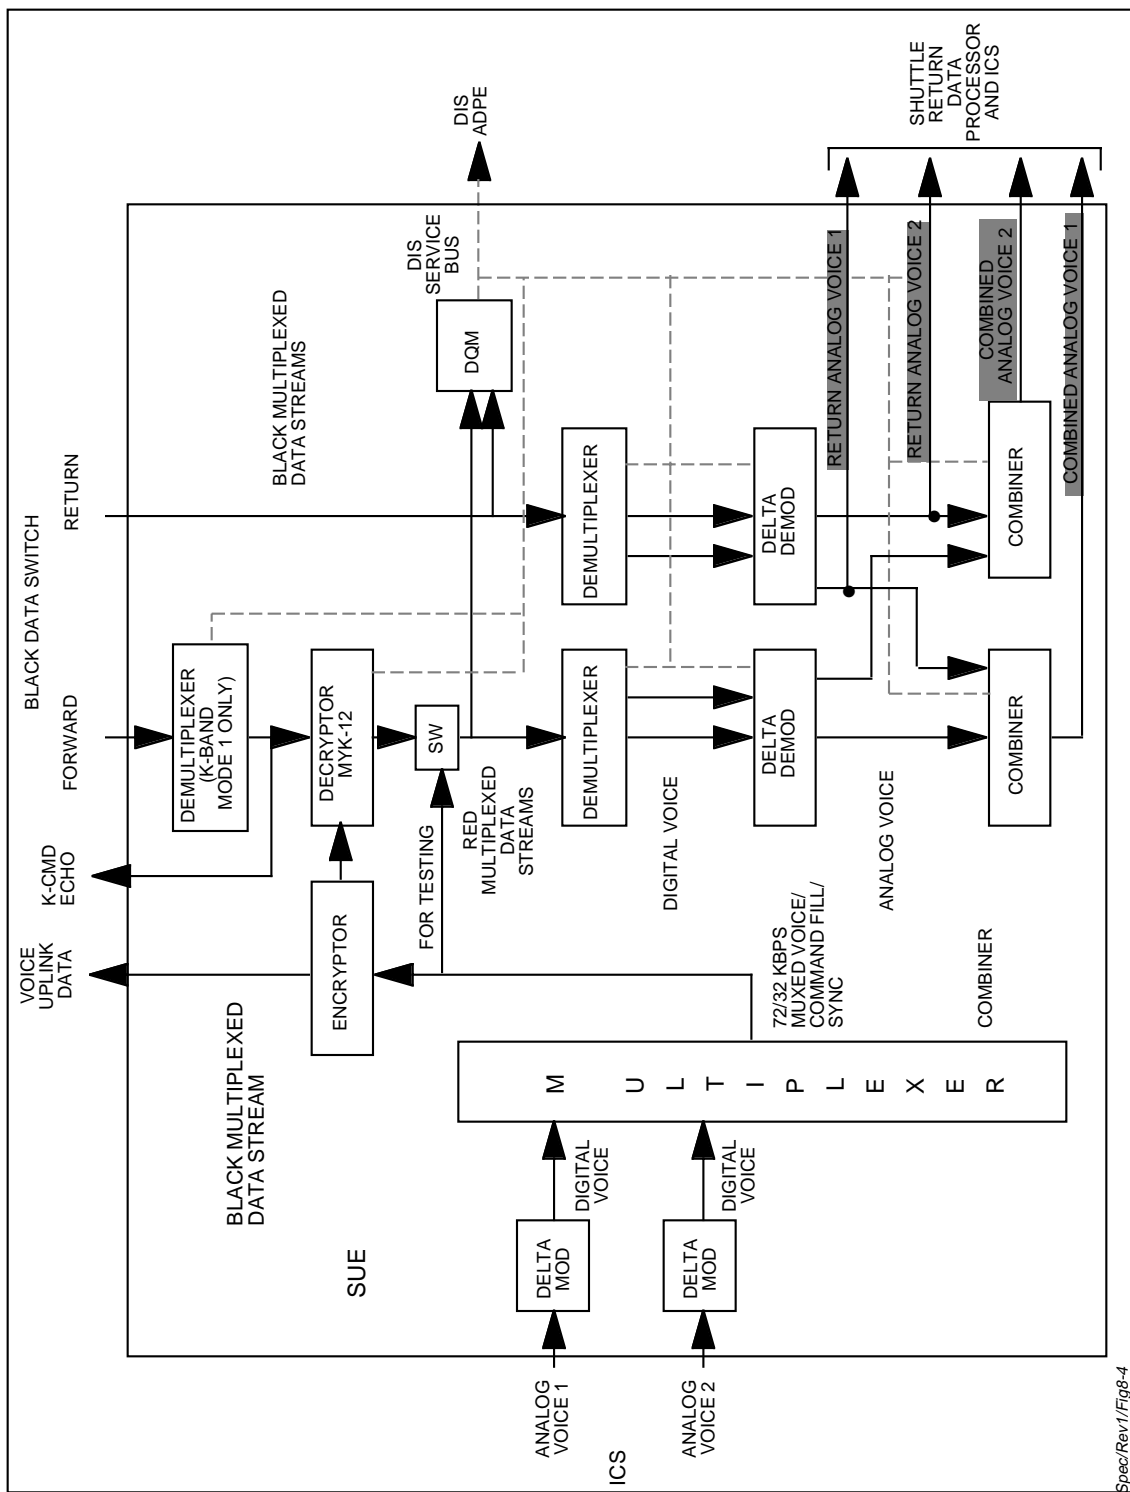 BLACK DATA SWITCH
VOICE
UPLINK
DATA
K-CMD
ECHO
FORWARD
RETURN
BLACK MULTIPLEXED
DATA STREAM
SUE
ENCRYPTOR
DEMULTIPLEXER
(K-BAND
MODE 1 ONLY)
DECRYPTOR
MYK-12
SW
FOR TESTING
RED
MULTIPLEXED
DATA
STREAMS
BLACK MULTIPLEXED
DATA STREAMS
DQM
DIS
SERVICE
BUS
DIS
ADPE
ANALOG
VOICE 1
DELTA
MOD
DIGITAL
VOICE
ICS
ANALOG
VOICE 2
DELTA
MOD
DIGITAL
VOICE
M U L T I P L E X E R
72/32 KBPS
MUXED VOICE/
COMMAND FILL/
SYNC
DEMULTIPLEXER
DEMULTIPLEXER
DIGITAL VOICE
DELTA
DEMOD
DELTA
DEMOD
ANALOG VOICE
RETURN ANALOG VOICE 1
RETURN ANALOG VOICE 2
COMBINED
ANALOG VOICE 2
COMBINED ANALOG VOICE 1
COMBINER
COMBINER
COMBINER
SHUTTLE
RETURN
DATA
PROCESSOR
AND ICS
Spec/Rev1/Fig8-4